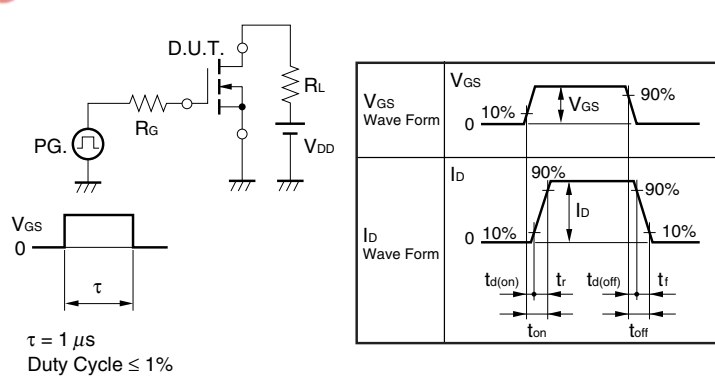 D.U.T.
RL
RG
PG.
VDD
VGS
0
τ
τ = 1 μs
Duty Cycle ≤ 1%
VGS
Wave Form
VGS
10%
0
VGS
90%
ID
Wave Form
ID
90%
90%
ID
0
10%
10%
td(on)
tr
td(off)
tf
ton
toff